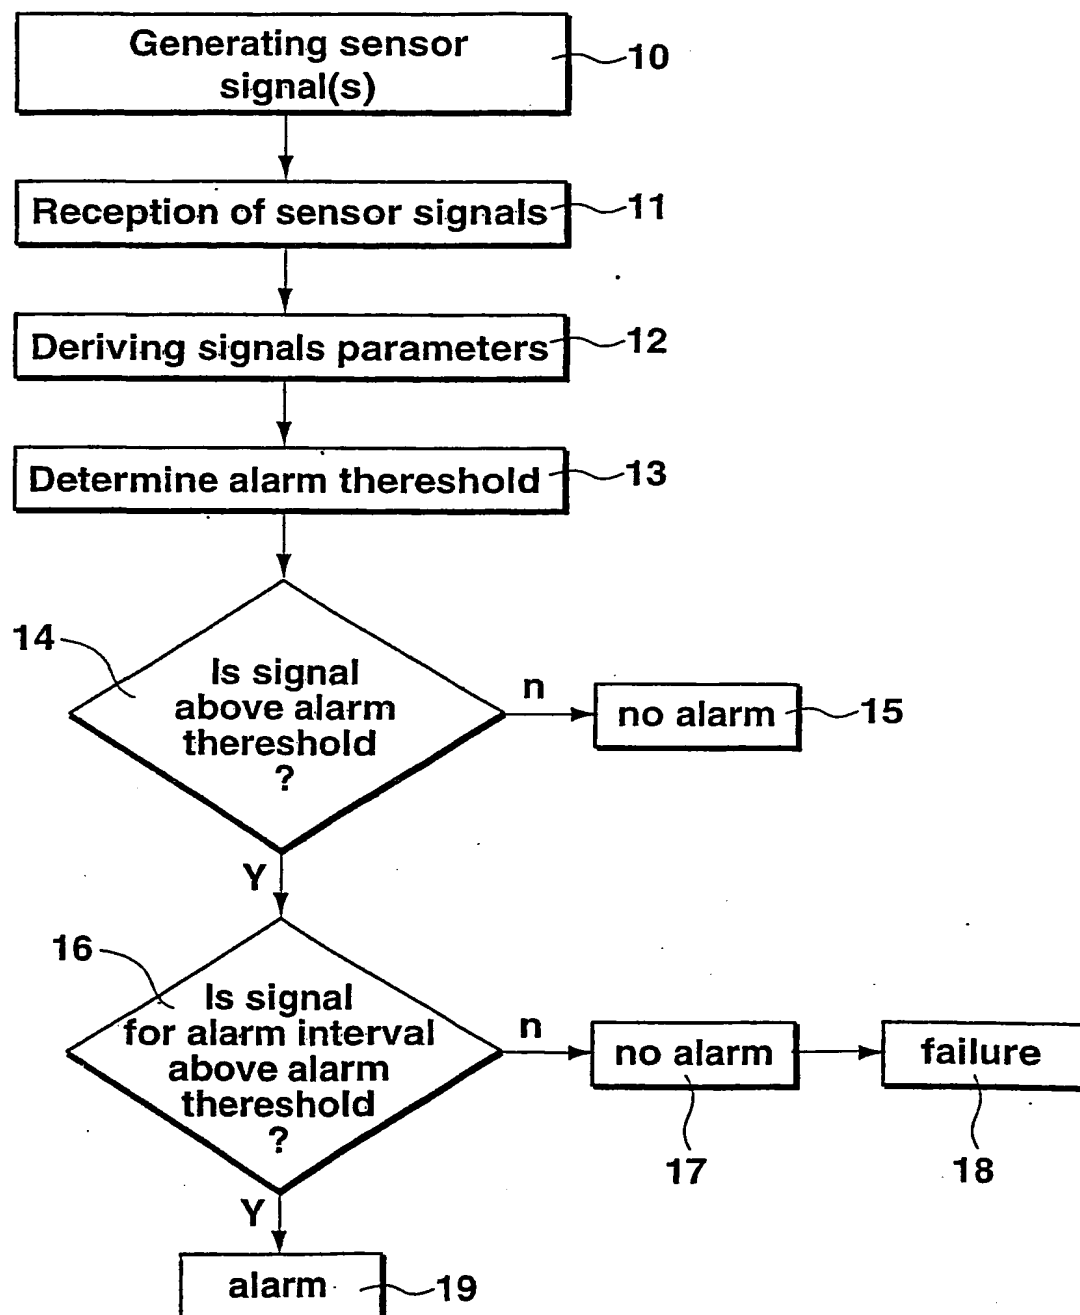 Generating sensor
signal(s)
10
Reception of sensor signals
11
Deriving signals parameters
12
Determine alarm thereshold
13
14
Is signal
above alarm
thereshold
?
n
no alarm
15
Y
16
Is signal
for alarm interval
above alarm
thereshold
?
n
no alarm
failure
17
18
Y
alarm
19